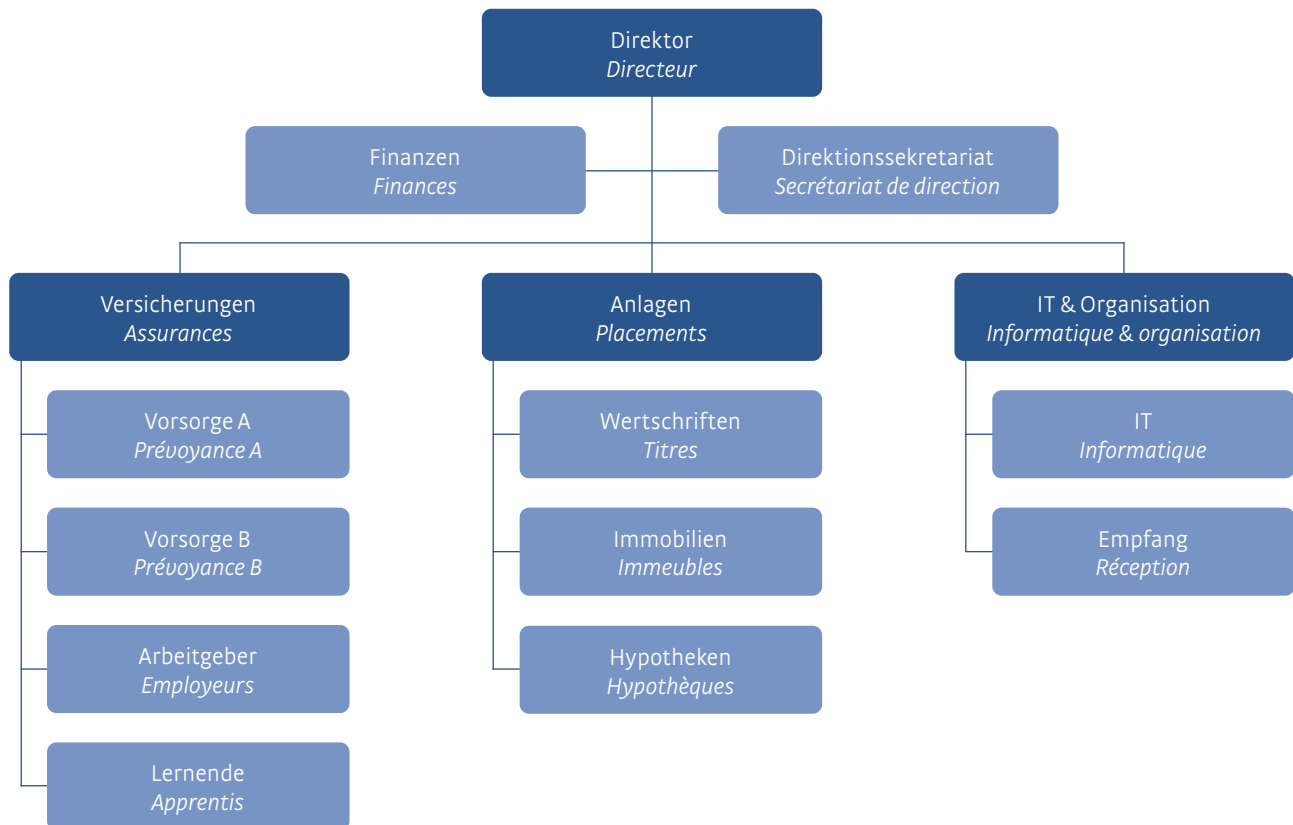 Direktor
Directeur
Finanzen
Finances
Direktionssekretariat
Secrétariat de direction
Versicherungen
Assurances
Vorsorge A
Prévoyance A
Vorsorge B
Prévoyance B
Arbeitgeber
Employeurs
Lernende
Apprentis
Anlagen
Placements
Wertschriften
Titres
Immobilien
Immeubles
Hypotheken
Hypothèques
IT & Organisation
Informatique & organisation
IT
Informatique
Empfang
Réception